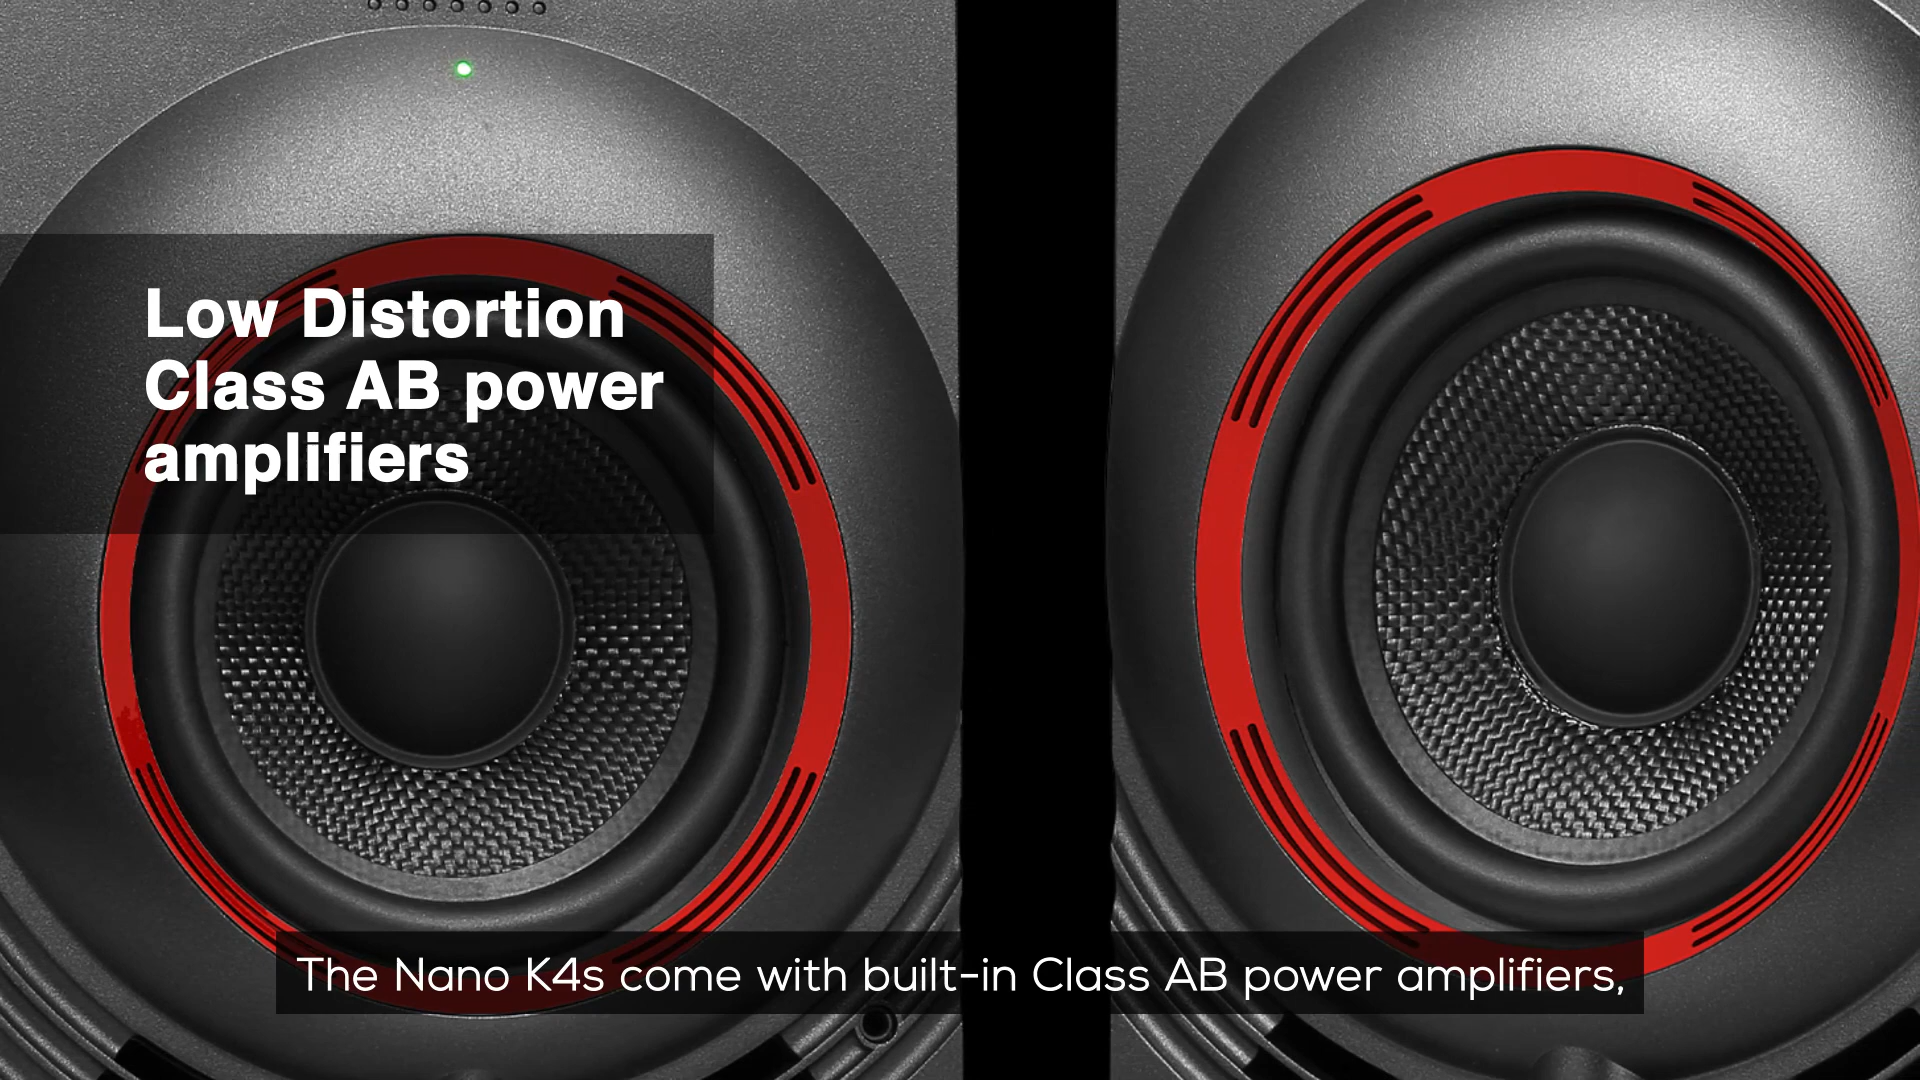 Low Distortion
Class AB power
amplifiers
The Nano K4s come with built-in Class AB power amplifiers,